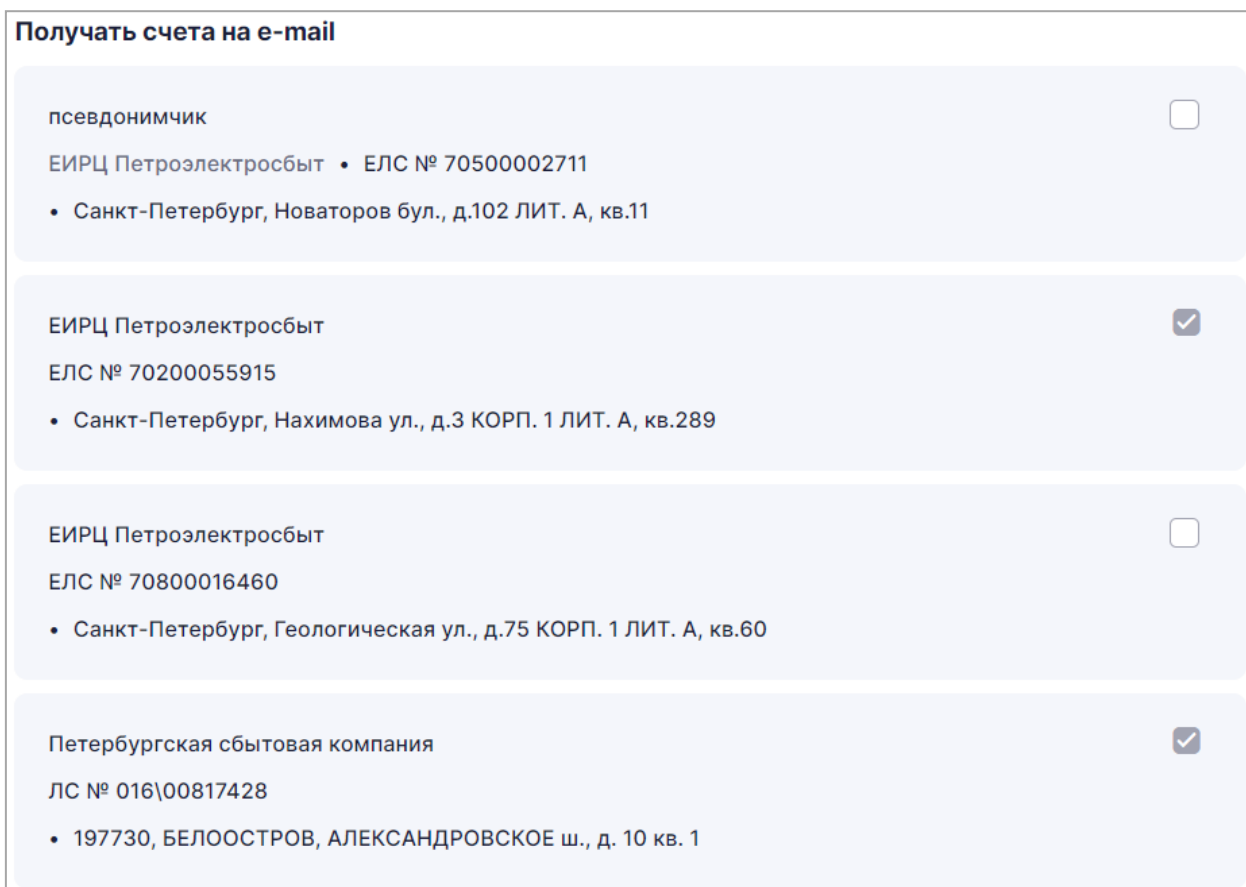 Получать счета на e-mail
псевдонимчик
ЕИРЦ Петроэлектросбыт • ЕЛС № 70500002711
• Санкт-Петербург, Новаторов бул., д.102 ЛИТ. А, кв.11
ЕИРЦ Петроэлектросбыт
ЕЛС № 70200055915
• Санкт-Петербург, Нахимова ул., д.3 КОРП. 1 ЛИТ. А, кв.289
ЕИРЦ Петроэлектросбыт
ЕЛС № 70800016460
• Санкт-Петербург, Геологическая ул., д.75 КОРП. 1 ЛИТ. А, кв.60
Петербургская сбытовая компания
ЛС № 016\00817428
• 197730, БЕЛООСТРОВ, АЛЕКСАНДРОВСКОЕ ш., д. 10 кв. 1